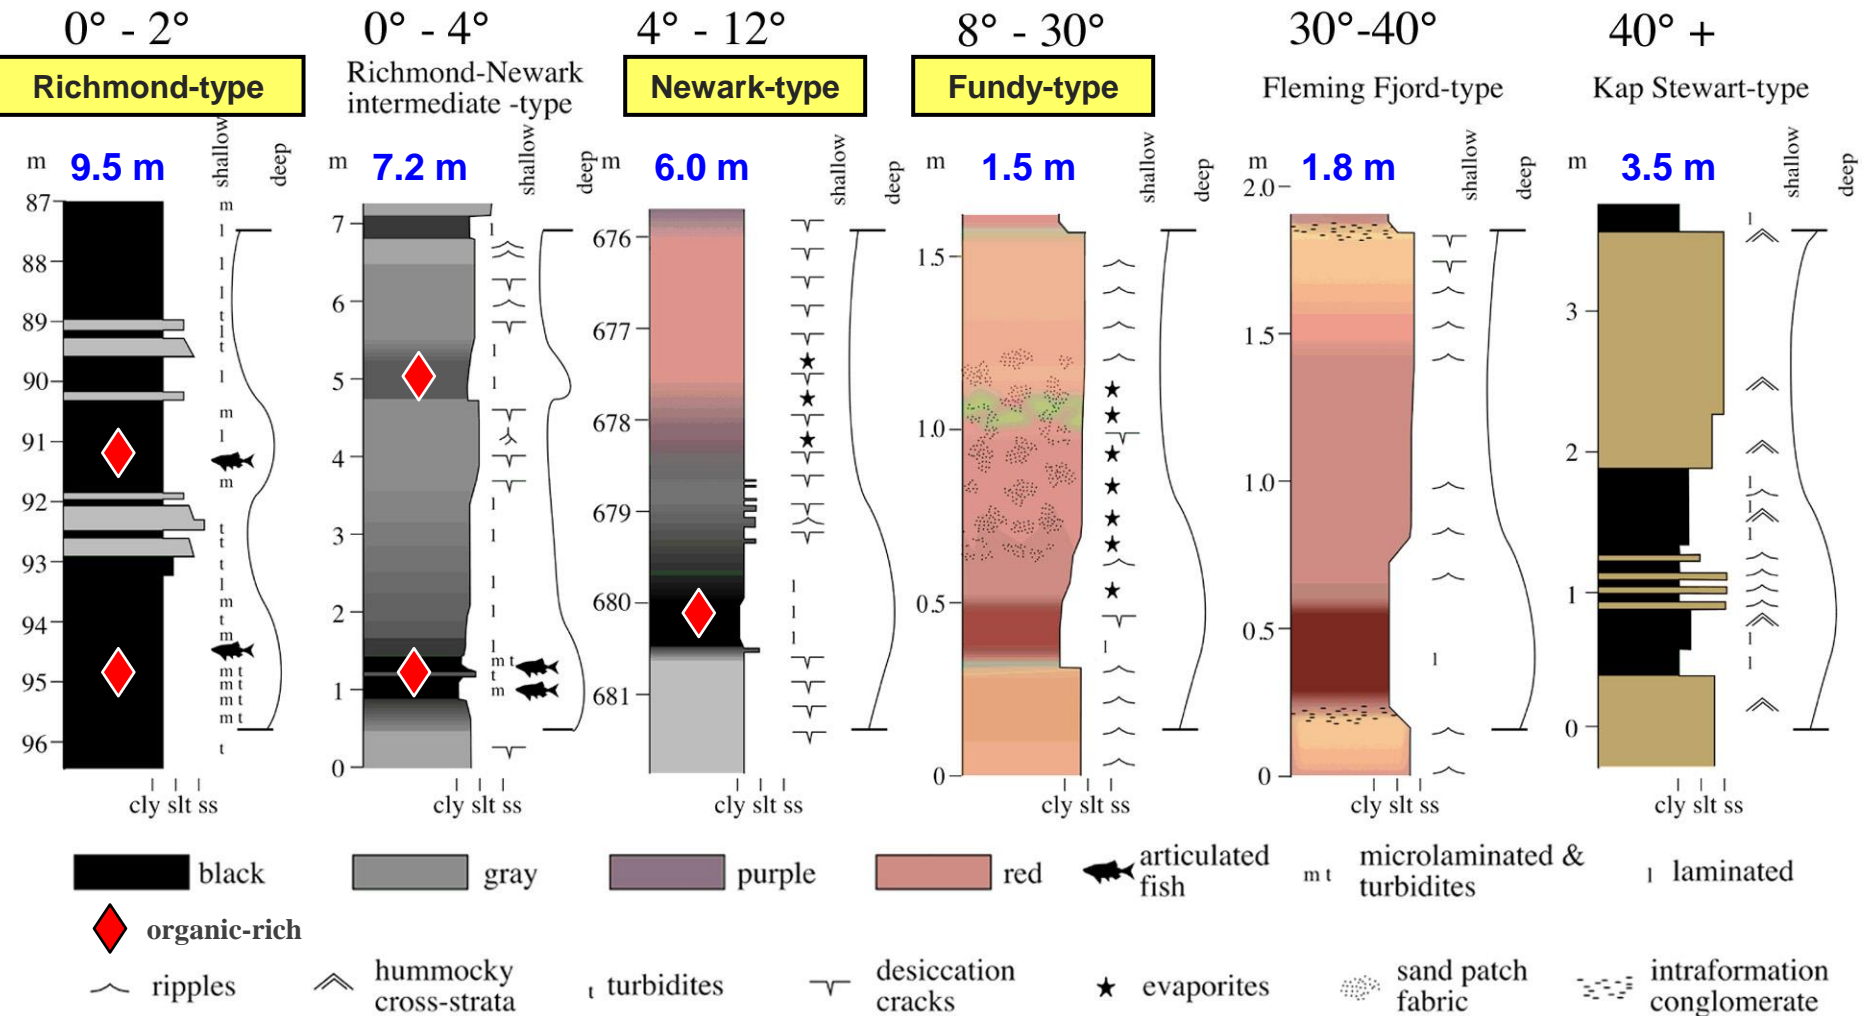 0° - 2°
0° - 4°
4° - 12°
8° - 30°
30°-40°
40° +
Richmond-type
Richmond-Newark
intermediate -type
Newark-type
Fundy-type
Fleming Fjord-type
Kap Stewart-type
m 9.5 m shallow deep
m 7.2 m shallow deep
m 6.0 m shallow deep
m 1.5 m shallow deep
m 1.8 m shallow deep
m 3.5 m shallow deep
87
88
89
90
91
92
93
94
95
96
m
l
l
l
t
l
t
l
m
l
m
t
t
t
l
m
t
m
m t
m t
m t
m t
t
7
6
5
4
3
2
1
0
l
l
l
l
l
l
l
m t
t
m
676
677
678
679
680
681
l
l
l
1.5
1.0
0.5
0
l
2.0
1.5
1.0
0.5
0
l
3
2
1
0
l
l
l
l
l
l
cly slt ss
cly slt ss
cly slt ss
cly slt ss
cly slt ss
cly slt ss
black
gray
purple
red
articulated
fish
m t microlaminated &
turbidites
l laminated
organic-rich
ripples
hummocky
cross-strata
t turbidites
desiccation
cracks
evaporites
sand patch
fabric
intraformation
conglomerate